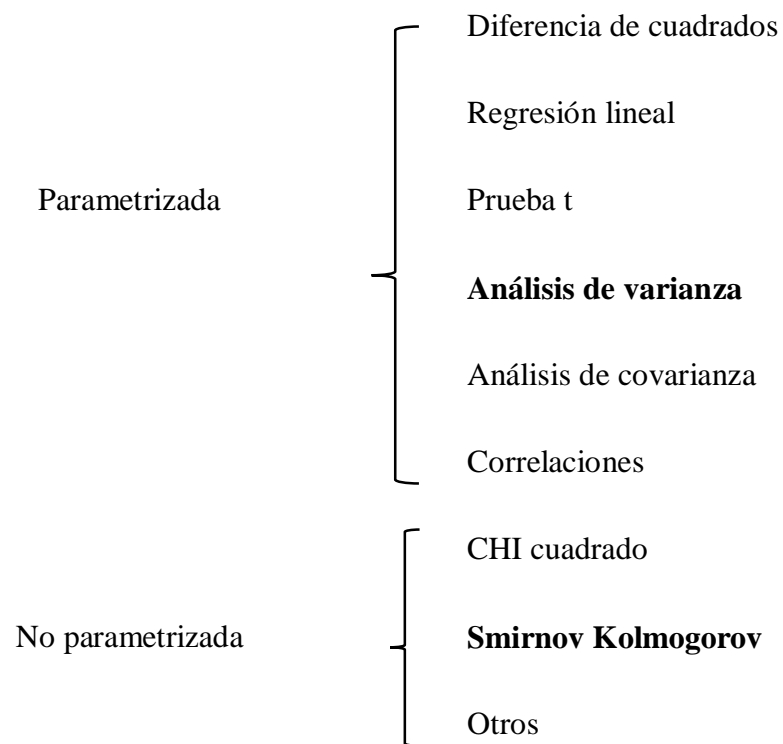 Diferencia de cuadrados
Regresión lineal
Parametrizada
Prueba t
Análisis de varianza
Análisis de covarianza
Correlaciones
CHI cuadrado
No parametrizada
Smirnov Kolmogorov
Otros